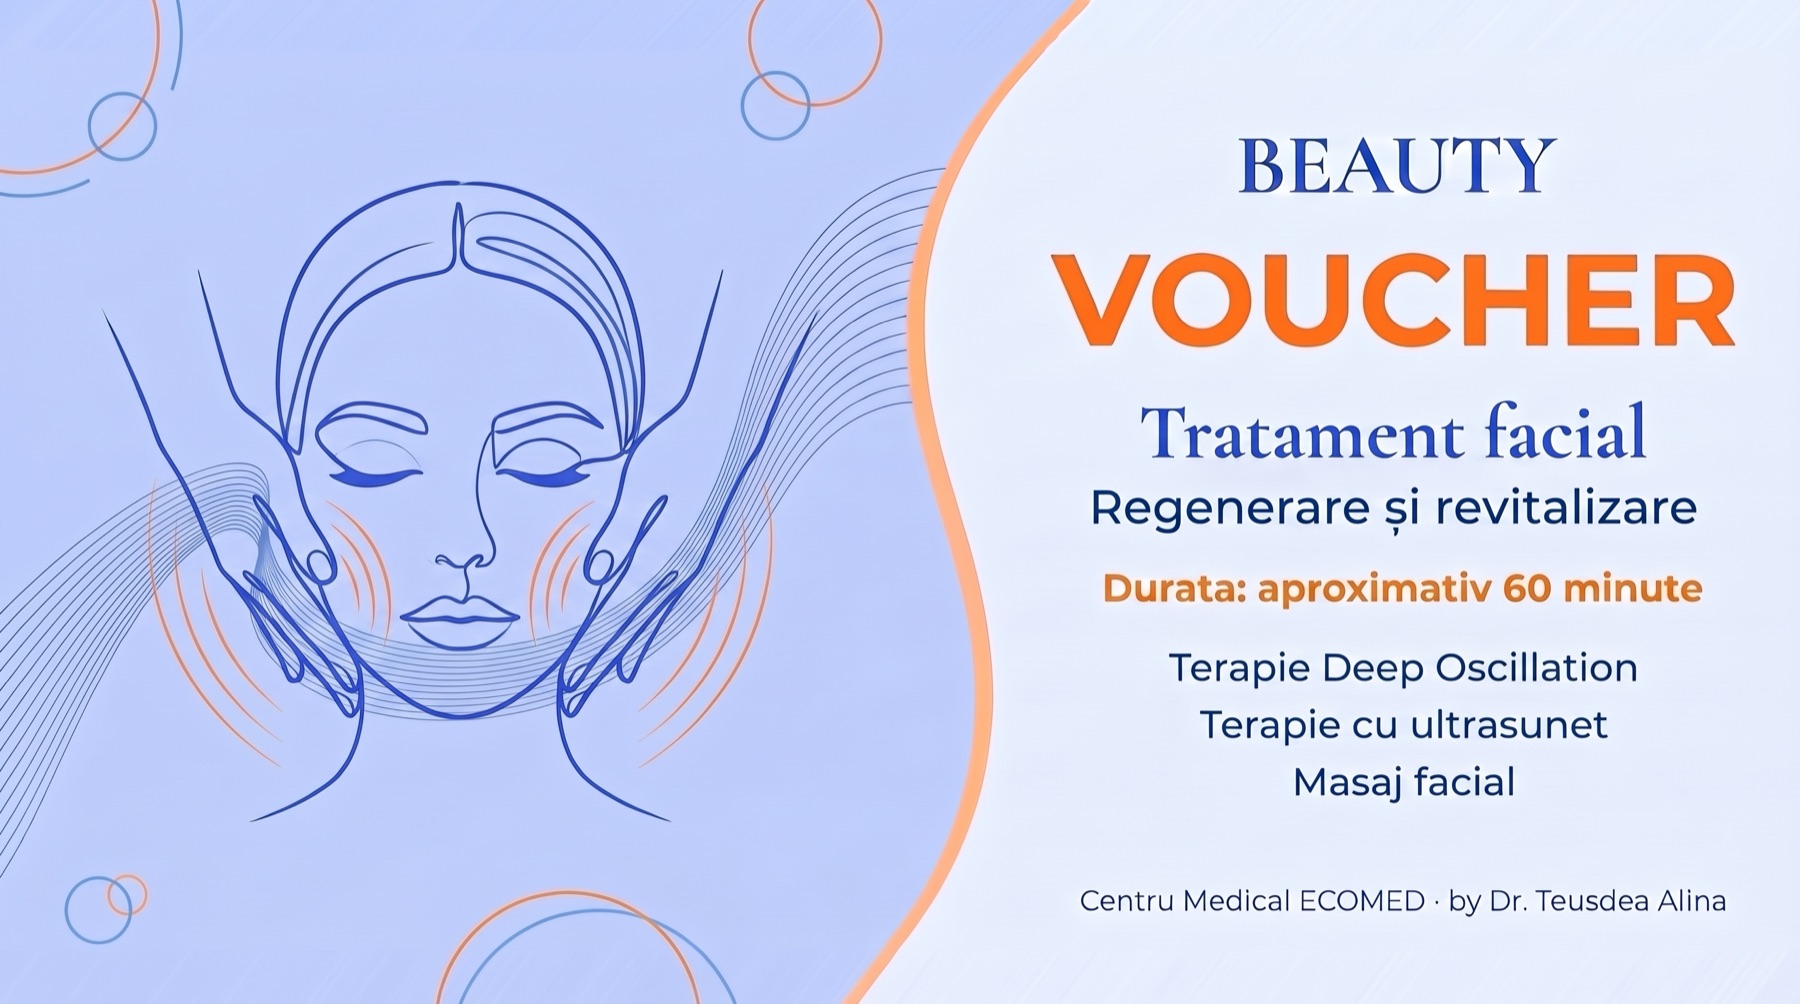 BEAUTY
VOUCHER
Tratament facial
Regenerare și revitalizare
Durata: aproximativ 60 minute
Terapie Deep Oscillation
Terapie cu ultrasunet
Masaj facial
Centru Medical ECOMED · by Dr. Teusdea Alina